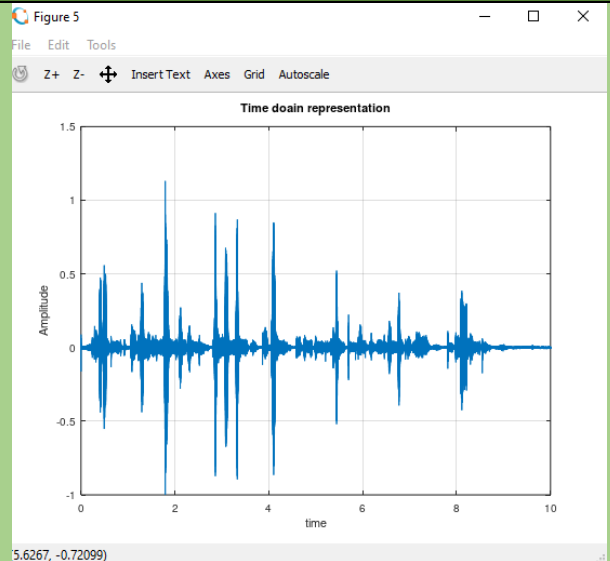 Figure 5
File Edit Tools
Z+ Z- Insert Text Axes Grid Autoscale
Time doain representation
1.5
1
0.5
0
-0.5
-1
Amplitude
0 2 4 6 8 10
time
5.6267, -0.72099)